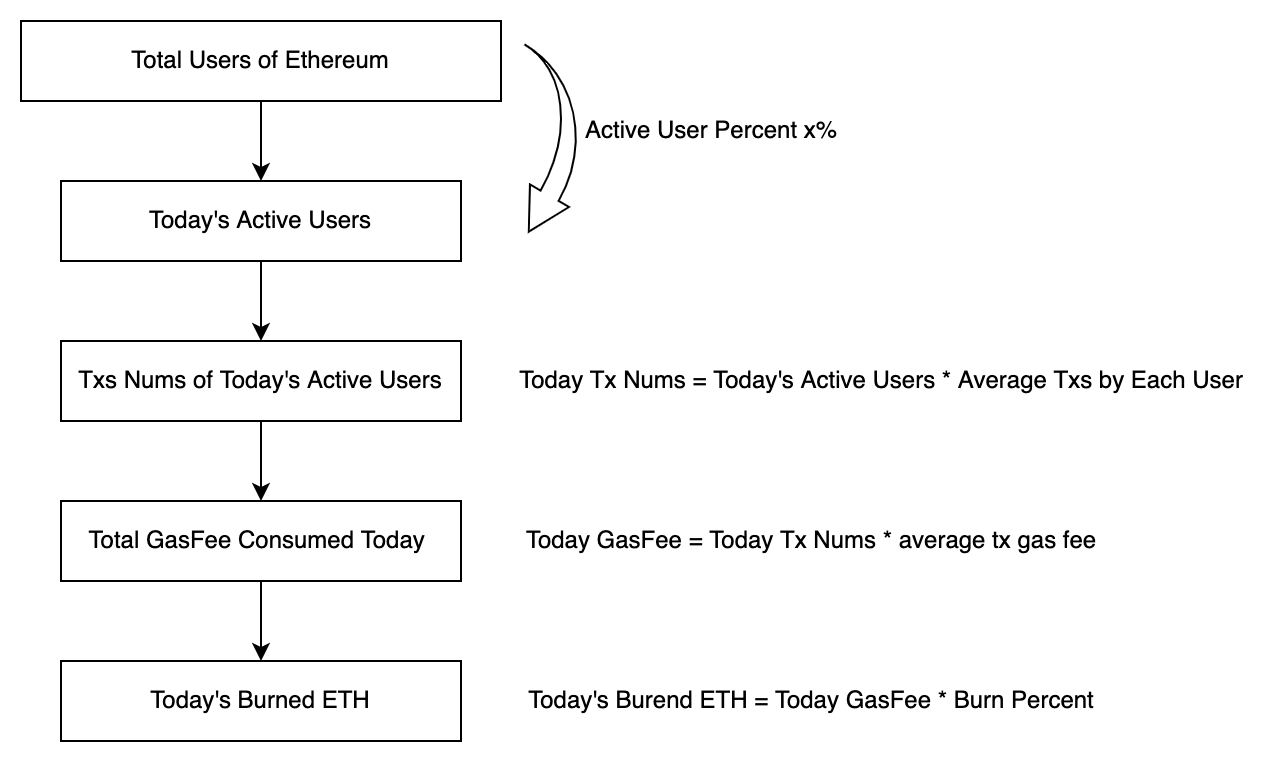 Total Users of Ethereum
Active User Percent x%
Today's Active Users
Txs Nums of Today's Active Users
Today Tx Nums = Today's Active Users * Average Txs by Each User
Total GasFee Consumed Today
Today GasFee = Today Tx Nums * average tx gas fee
Today's Burned ETH
Today's Burend ETH = Today GasFee * Burn Percent